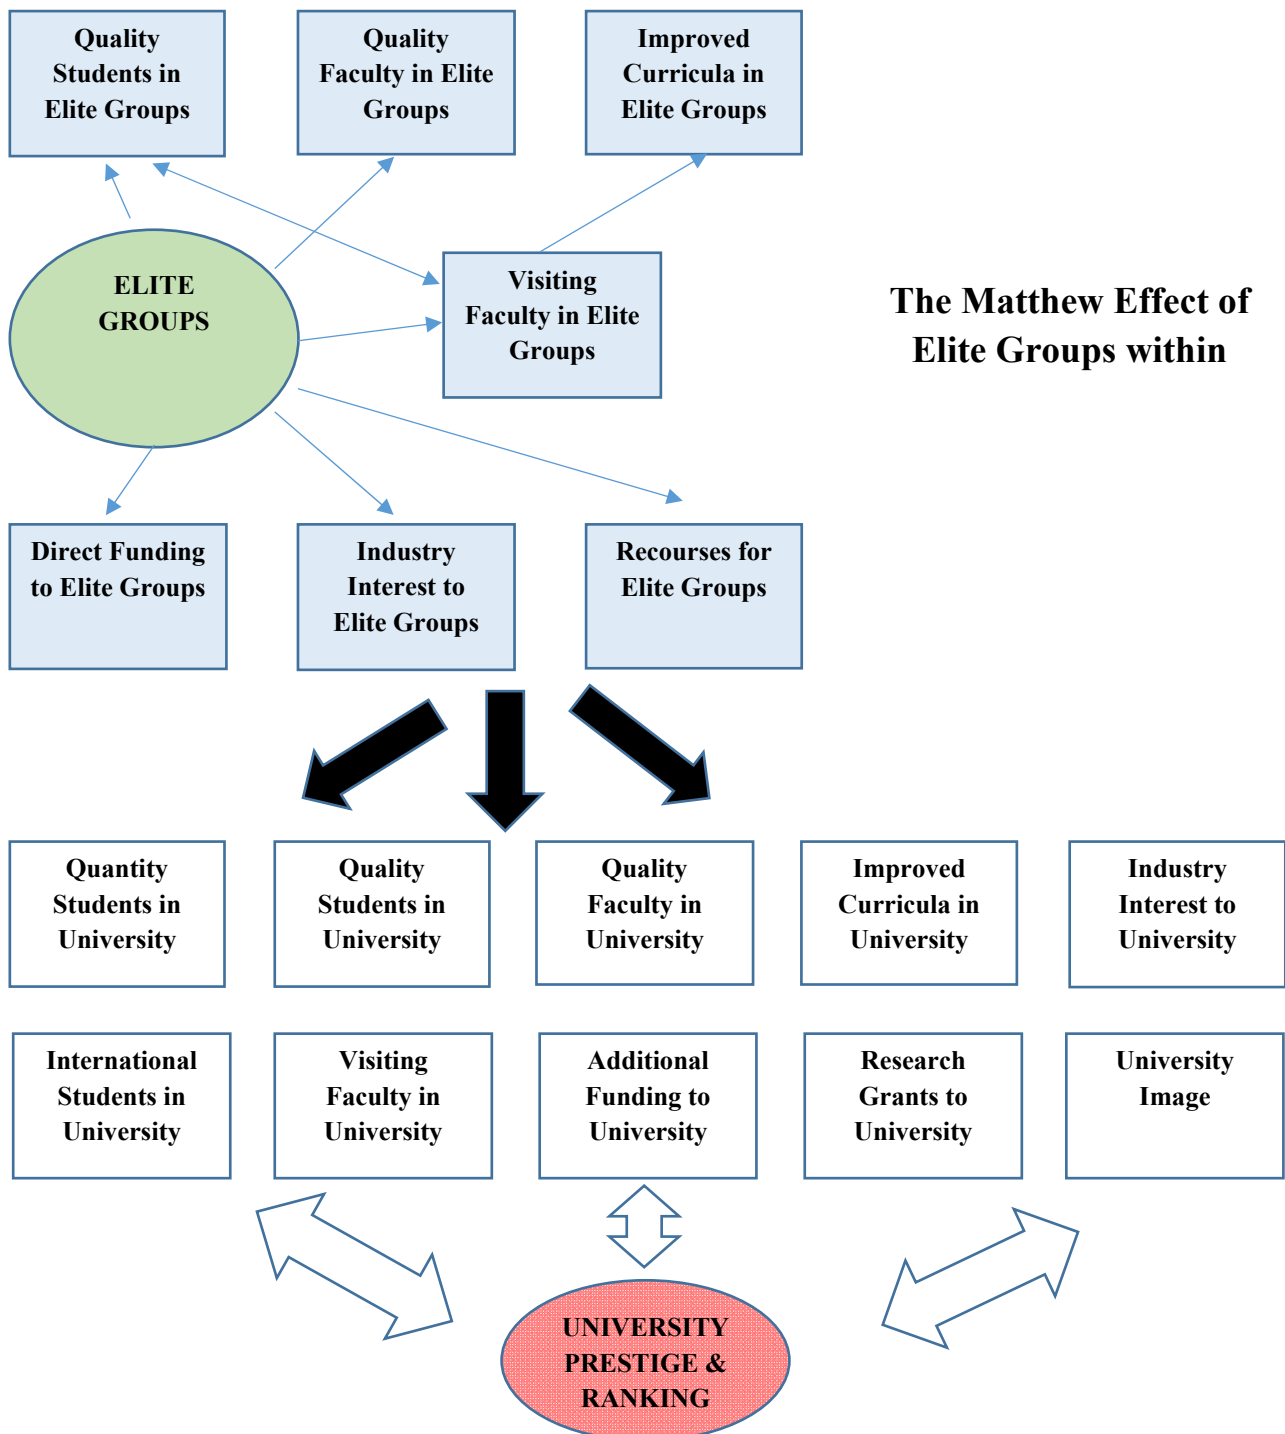 Quality
Students in
Elite Groups
Quality
Faculty in Elite
Groups
Improved
Curricula in
Elite Groups
ELITE
GROUPS
Visiting
Faculty in Elite
Groups
The Matthew Effect of
Elite Groups within
Direct Funding
to Elite Groups
Industry
Interest to
Elite Groups
Recourses for
Elite Groups
Quantity
Students in
University
Quality
Students in
University
Quality
Faculty in
University
Improved
Curricula in
University
Industry
Interest to
University
International
Students in
University
Visiting
Faculty in
University
Additional
Funding to
University
Research
Grants to
University
University
Image
UNIVERSITY
PRESTIGE &
RANKING